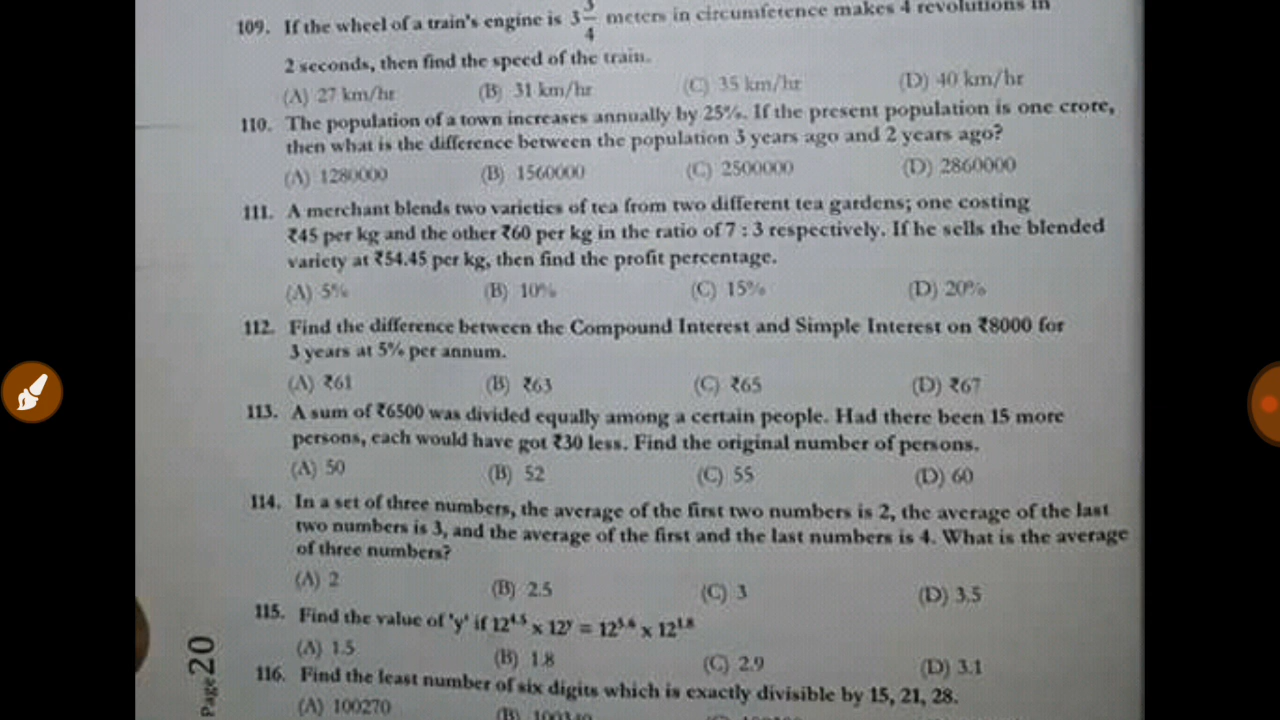 109. If the wheel of a train's engine is 3 3/4 meters in circumference makes 4 revolutions in
2 seconds, then find the speed of the train.
(A) 27 km/hr (B) 31 km/hr (C) 35 km/hr (D) 40 km/hr
110. The population of a town increases annually by 25%. If the present population is one crore,
then what is the difference between the population 3 years ago and 2 years ago?
(A) 1280000 (B) 1560000 (C) 2500000 (D) 2860000
111. A merchant blends two varieties of tea from two different tea gardens; one costing
₹45 per kg and the other ₹60 per kg in the ratio of 7 : 3 respectively. If he sells the blended
variety at ₹54.45 per kg, then find the profit percentage.
(A) 5% (B) 10% (C) 15% (D) 20%
112. Find the difference between the Compound Interest and Simple Interest on ₹8000 for
3 years at 5% per annum.
(A) ₹61 (B) ₹63 (C) ₹65 (D) ₹67
113. A sum of ₹6500 was divided equally among a certain people. Had there been 15 more
persons, each would have got ₹30 less. Find the original number of persons.
(A) 50 (B) 52 (C) 55 (D) 60
114. In a set of three numbers, the average of the first two numbers is 2, the average of the last
two numbers is 3, and the average of the first and the last numbers is 4. What is the average
of three numbers?
(A) 2 (B) 2.5 (C) 3 (D) 3.5
115. Find the value of 'y' if 12^4.5 x 12^y = 12^5.6 x 12^1.8
(A) 1.5 (B) 1.8 (C) 2.9 (D) 3.1
116. Find the least number of six digits which is exactly divisible by 15, 21, 28.
(A) 100270 (B) 100340
Page 20